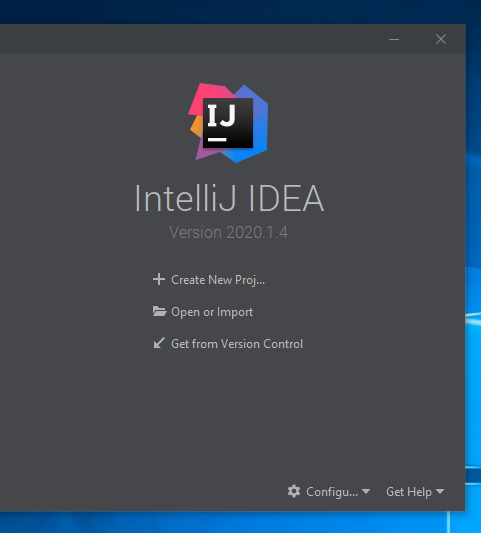 IJ
IntelliJ IDEA
Version 2020.1.4
Create New Proj...
Open or Import
Get from Version Control
Configu... Get Help